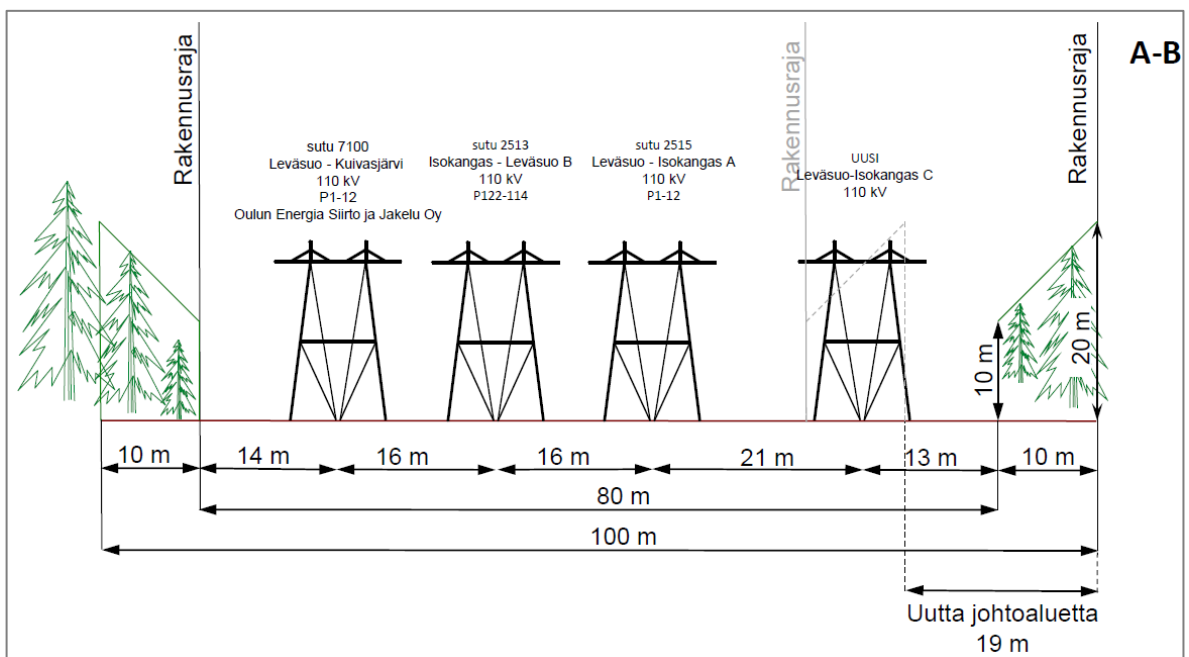 A-B
Rakennusraja
Rakennusraja
Rakennusraja
sutu 7100
Leväsuo - Kuivasjärvi
110 kV
P1-12
Oulun Energia Siirto ja Jakelu Oy
sutu 2513
Isokangas - Leväsuo B
110 kV
P122-114
sutu 2515
Leväsuo - Isokangas A
110 kV
P1-12
UUSI
Leväsuo-Isokangas C
110 kV
10 m
20 m
10 m
14 m
16 m
16 m
21 m
13 m
10 m
80 m
100 m
Uutta johtoaluetta
19 m